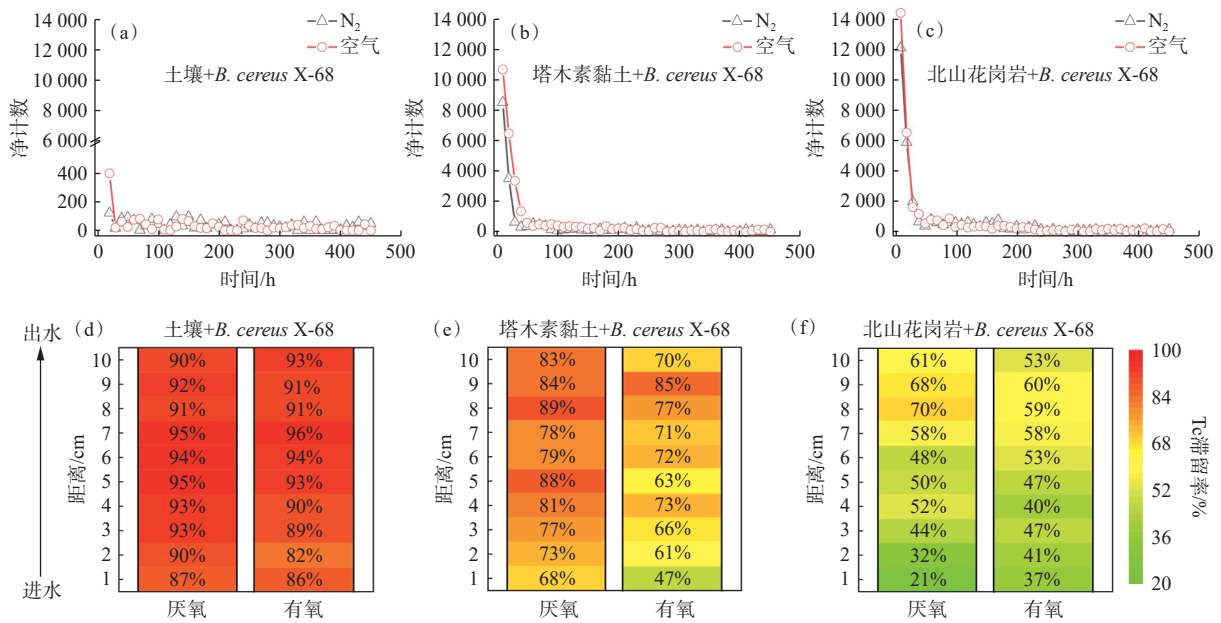 14 000
12 000
10 000
8 000
6 000
400
200
0
净计数
(a)
N₂
空气
土壤+B. cereus X-68
0 100 200 300 400 500
时间/h
14 000
12 000
10 000
8 000
6 000
4 000
2 000
0
净计数
(b)
N₂
空气
塔木素黏土+B. cereus X-68
0 100 200 300 400 500
时间/h
14 000
12 000
10 000
8 000
6 000
4 000
2 000
0
净计数
(c)
N₂
空气
北山花岗岩+B. cereus X-68
0 100 200 300 400 500
时间/h
出水
进水
(d)
土壤+B. cereus X-68
距离/cm
10 90% 93%
9 92% 91%
8 91% 91%
7 95% 96%
6 94% 94%
5 95% 93%
4 93% 90%
3 93% 89%
2 90% 82%
1 87% 86%
厌氧 有氧
(e)
塔木素黏土+B. cereus X-68
距离/cm
10 83% 70%
9 84% 85%
8 89% 77%
7 78% 71%
6 79% 72%
5 88% 63%
4 81% 73%
3 77% 66%
2 73% 61%
1 68% 47%
厌氧 有氧
(f)
北山花岗岩+B. cereus X-68
距离/cm
10 61% 53%
9 68% 60%
8 70% 59%
7 58% 58%
6 48% 53%
5 50% 47%
4 52% 40%
3 44% 47%
2 32% 41%
1 21% 37%
厌氧 有氧
100
84
68
52
36
20
Tc滞留率/%